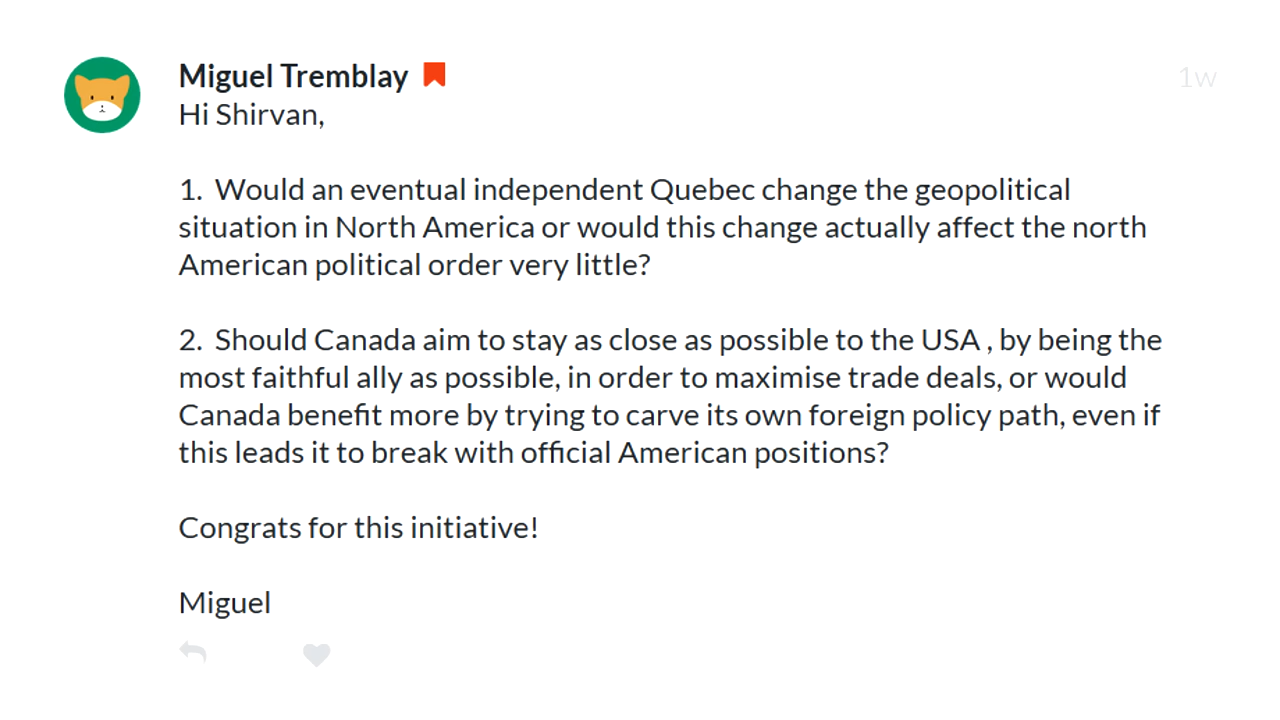 Miguel Tremblay
1w
Hi Shirvan,
1. Would an eventual independent Quebec change the geopolitical
situation in North America or would this change actually affect the north
American political order very little?
2. Should Canada aim to stay as close as possible to the USA , by being the
most faithful ally as possible, in order to maximise trade deals, or would
Canada benefit more by trying to carve its own foreign policy path, even if
this leads it to break with official American positions?
Congrats for this initiative!
Miguel